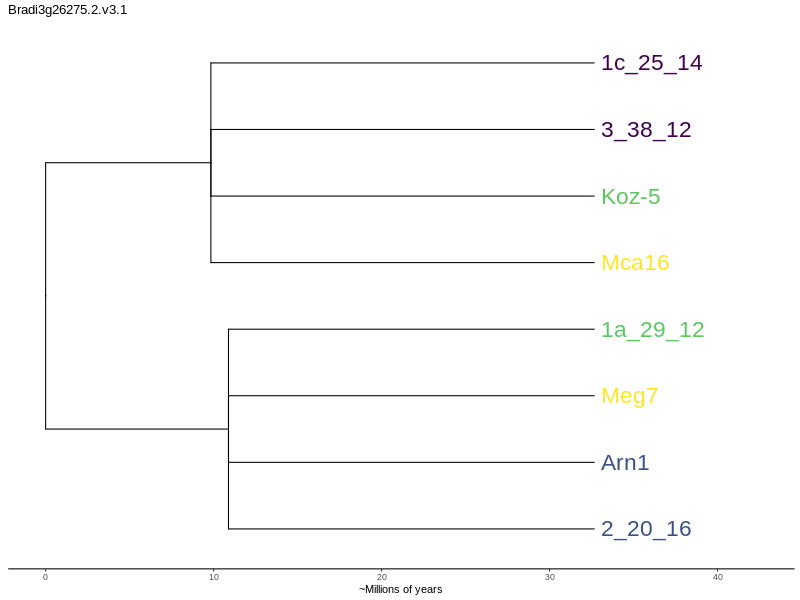 Bradi3g26275.2.v3.1
1c_25_14
3_38_12
Koz-5
Mca16
1a_29_12
Meg7
Arn1
2_20_16
0 10 20 30 40
~Millions of years